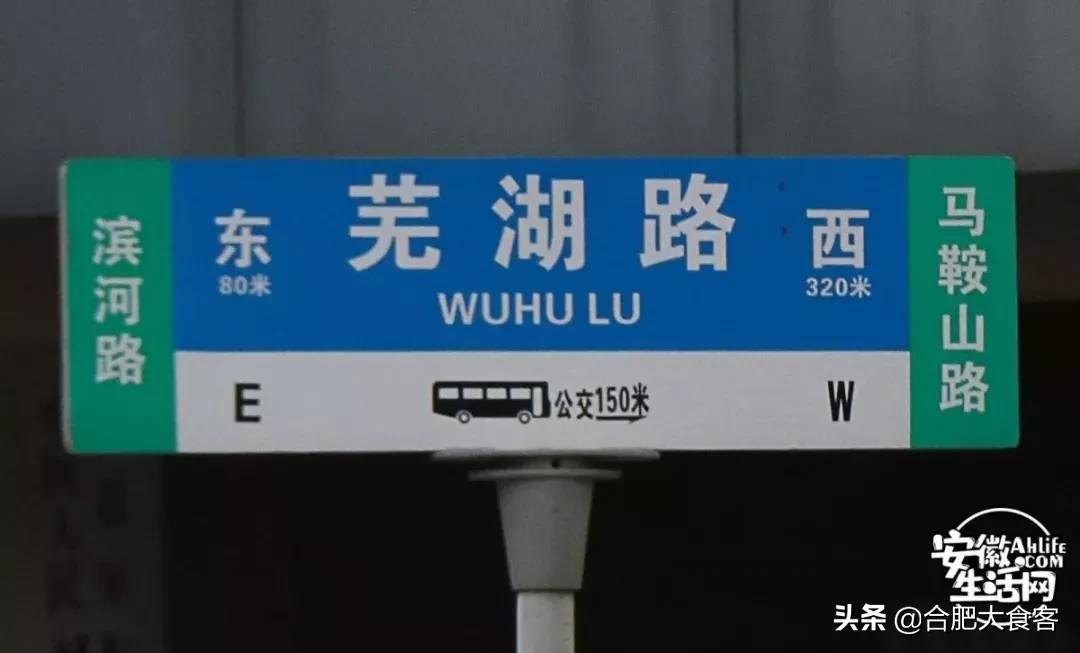 滨河路
东
80米
芜湖路
WUHU LU
西
320米
马鞍山路
E
公交150米
W
安徽
AhLIFE
.COM
生活网
头条 @合肥大食客